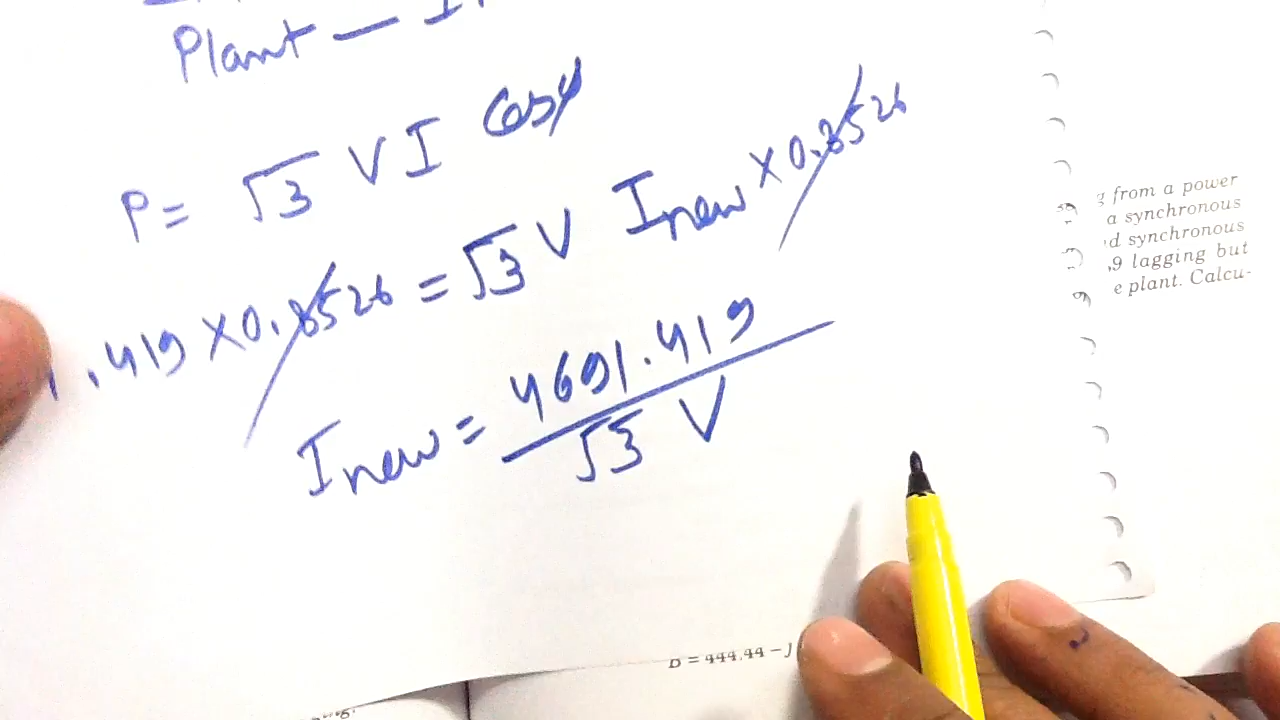 Plant —
P = √3 V I cosφ
.419 × 0.8526 = √3 V Inew × 0.8526
Inew = 4691.419 / √3 V
from a power
a synchronous
d synchronous
,9 lagging but
e plant. Calcu-
= 444.44 – J